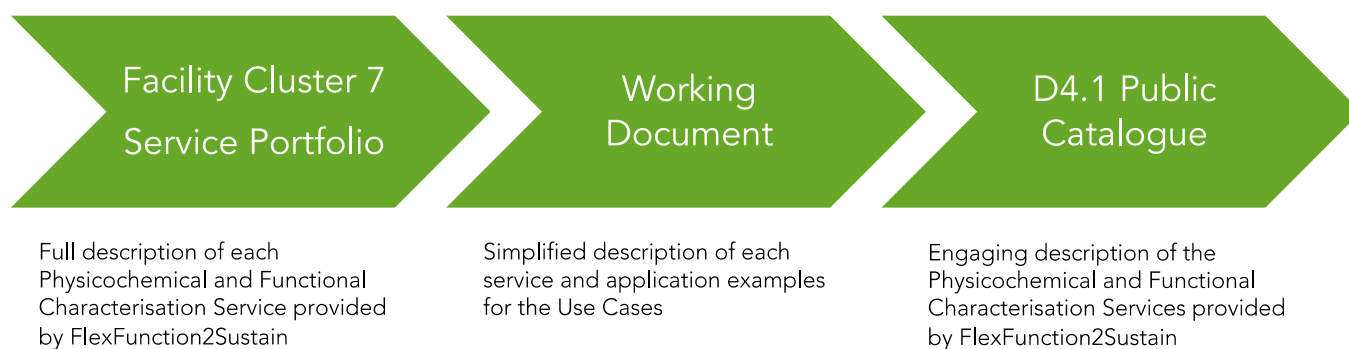 Facility Cluster 7
Service Portfolio
Working
Document
D4.1 Public
Catalogue
Full description of each
Physicochemical and Functional
Characterisation Service provided
by FlexFunction2Sustain
Simplified description of each
service and application examples
for the Use Cases
Engaging description of the
Physicochemical and Functional
Characterisation Services provided
by FlexFunction2Sustain